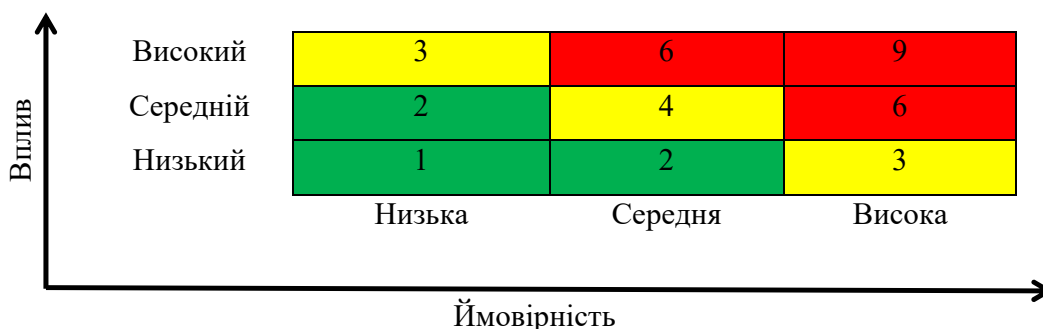 Високий 3 6 9
Середній 2 4 6
Низький 1 2 3
Низька Середня Висока
Вплив
Ймовірність